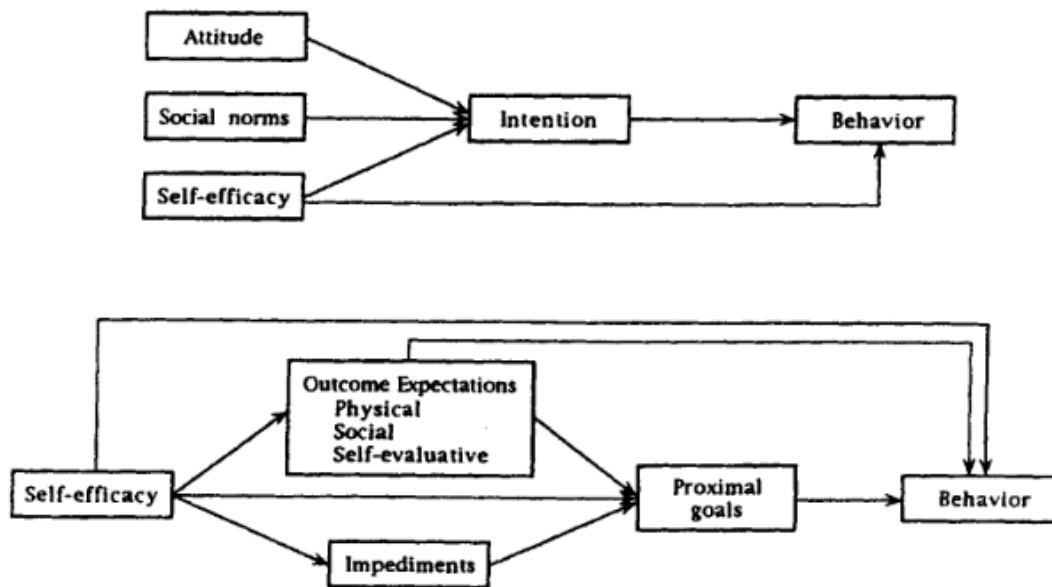 Attitude
Social norms
Self-efficacy
Intention
Behavior
Outcome Expectations
Physical
Social
Self-evaluative
Self-efficacy
Impediments
Proximal
goals
Behavior